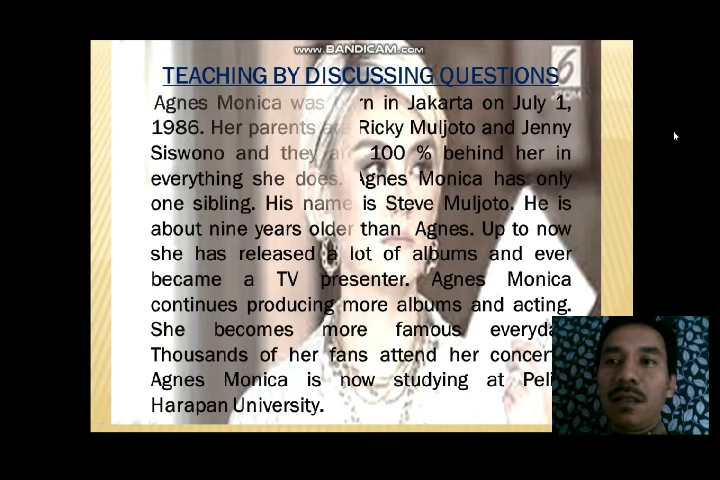 WWW.BANDICAM.COM
6
.COM
TEACHING BY DISCUSSING QUESTIONS
Agnes Monica was born in Jakarta on July 1,
1986. Her parents are Ricky Muljoto and Jenny
Siswono and they are 100 % behind her in
everything she does. Agnes Monica has only
one sibling. His name is Steve Muljoto. He is
about nine years older than Agnes. Up to now
she has released a lot of albums and ever
became a TV presenter. Agnes Monica
continues producing more albums and acting.
She becomes more famous everyda
Thousands of her fans attend her concert
Agnes Monica is now studying at Peli
Harapan University.